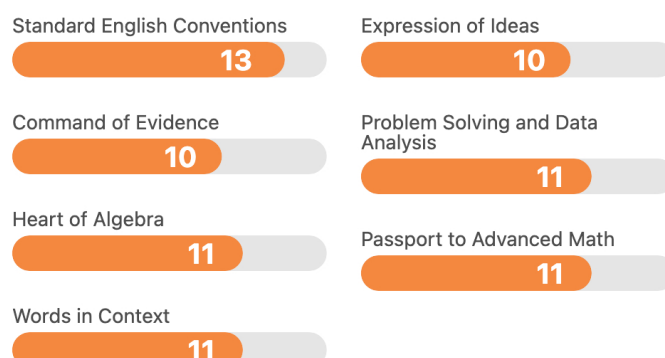 Standard English Conventions
13
Command of Evidence
10
Heart of Algebra
11
Words in Context
11
Expression of Ideas
10
Problem Solving and Data
Analysis
11
Passport to Advanced Math
11